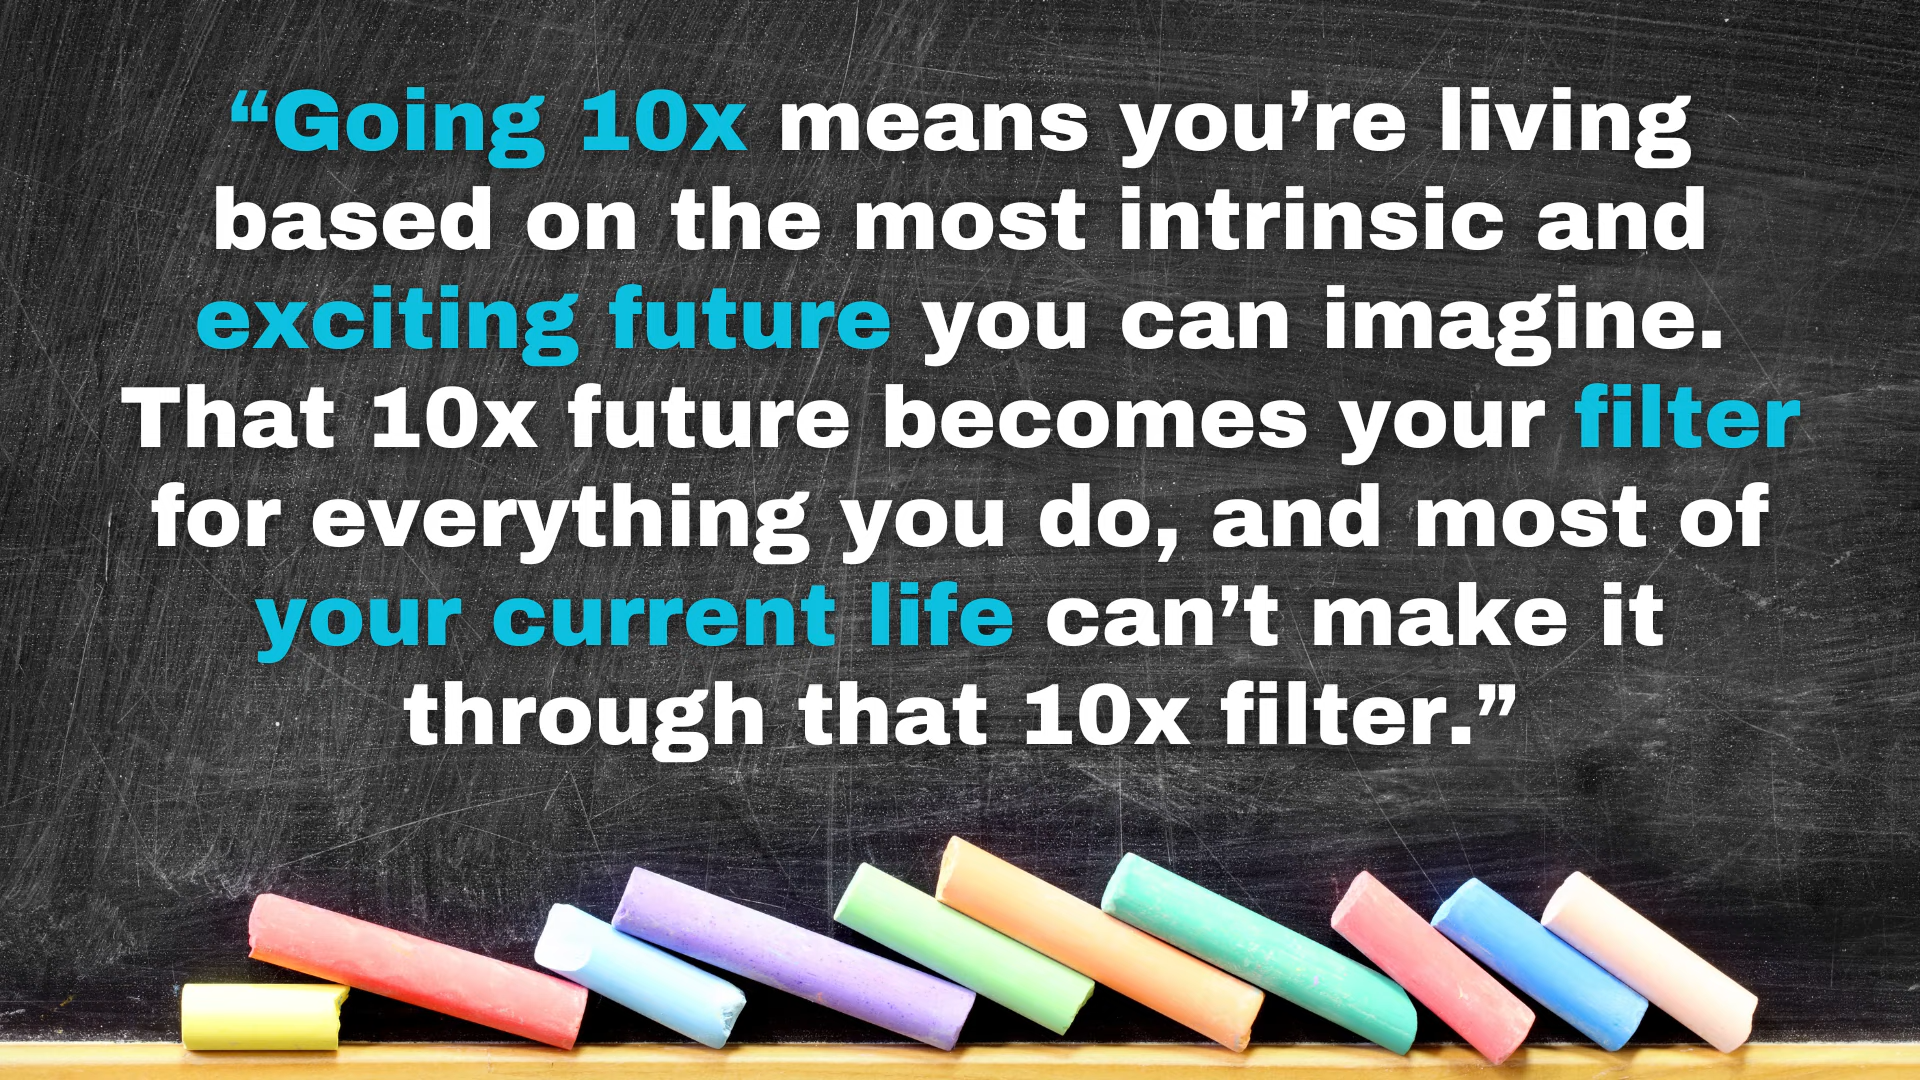 “Going 10x means you’re living
based on the most intrinsic and
exciting future you can imagine.
That 10x future becomes your filter
for everything you do, and most of
your current life can’t make it
through that 10x filter.”